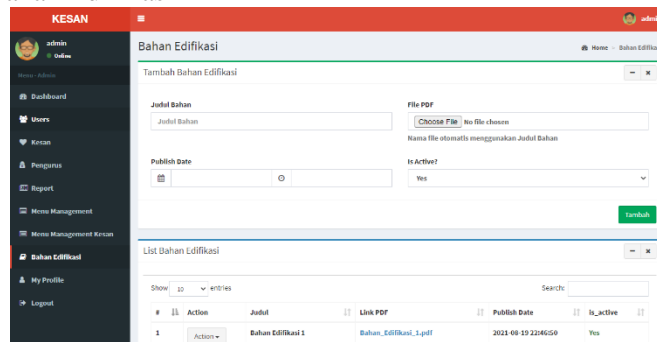 KESAN
admin
admin
Online
Bahan Edifikasi
Home > Bahan Edifika
Menu - Admin
Dashboard
Users
Kesan
Pengurus
Report
Menu Management
Menu Management Kesan
Bahan Edifikasi
My Profile
Logout
Tambah Bahan Edifikasi
Judul Bahan
File PDF
Judul Bahan
Choose File No file chosen
Nama file otomatis menggunakan Judul Bahan
Publish Date
Is Active?
Yes
Tambah
List Bahan Edifikasi
Show 10 entries
Search:
# Action Judul Link PDF Publish Date is_active
1 Action Bahan Edifikasi 1 Bahan_Edifikasi_1.pdf 2021-08-19 22:46:50 Yes